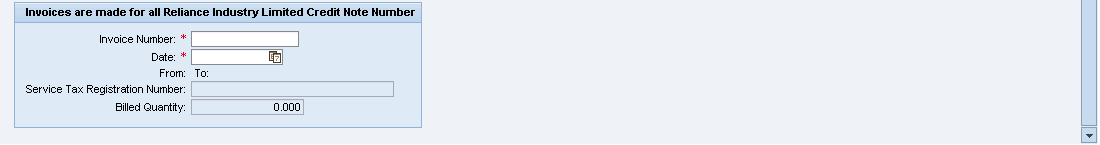 Invoices are made for all Reliance Industry Limited Credit Note Number
Invoice Number: *
Date: *
From: To:
Service Tax Registration Number:
Billed Quantity: 0.000